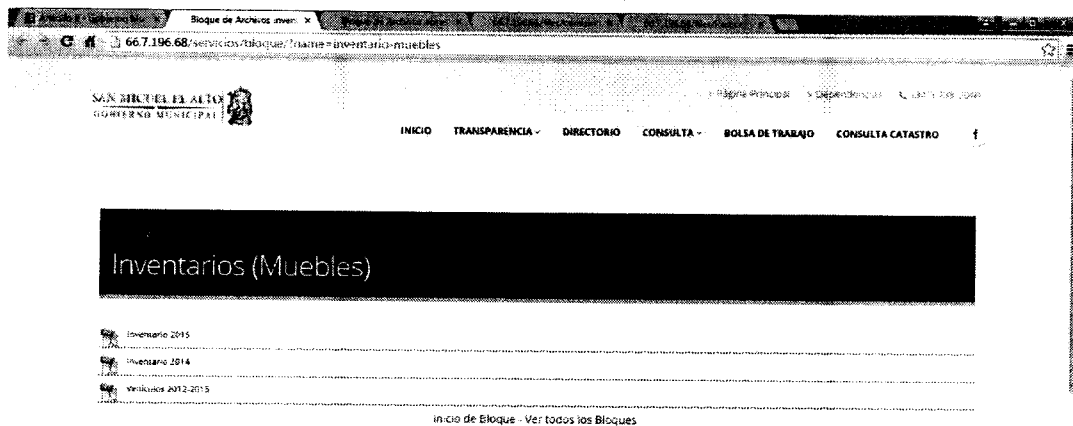 Bloque de Archivos inven
66.7.196.68/servicios/bloque/?name=inventario-muebles
SAN MIGUEL EL ALTO
GOBIERNO MUNICIPAL
Página Principal Dependencias
INICIO TRANSPARENCIA DIRECTORIO CONSULTA BOLSA DE TRABAJO CONSULTA CATASTRO f
Inventarios (Muebles)
Inventario 2015
Inventario 2014
Vehiculos 2012-2015
Inicio de Bloque - Ver todos los Bloques